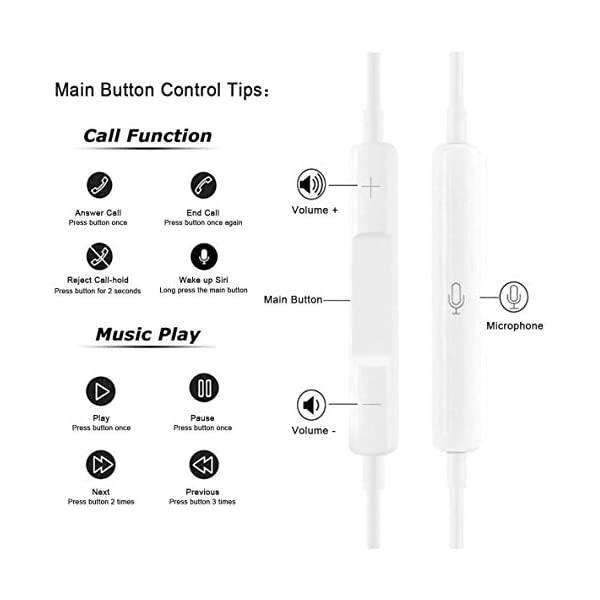 Main Button Control Tips:
Call Function
Answer Call
Press button once
End Call
Press button once again
Reject Call-hold
Press button for 2 seconds
Wake up Siri
Long press the main button
Music Play
Play
Press button once
Pause
Press button once
Next
Press button 2 times
Previous
Press button 3 times
Volume +
+
Main Button
Volume -
-
Microphone